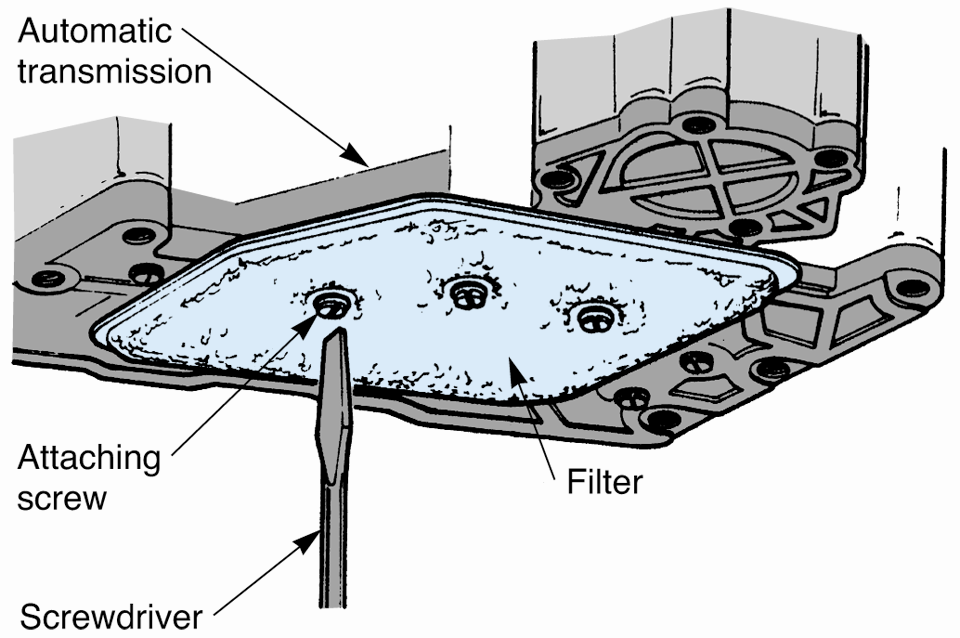 Automatic
transmission
Attaching
screw
Filter
Screwdriver